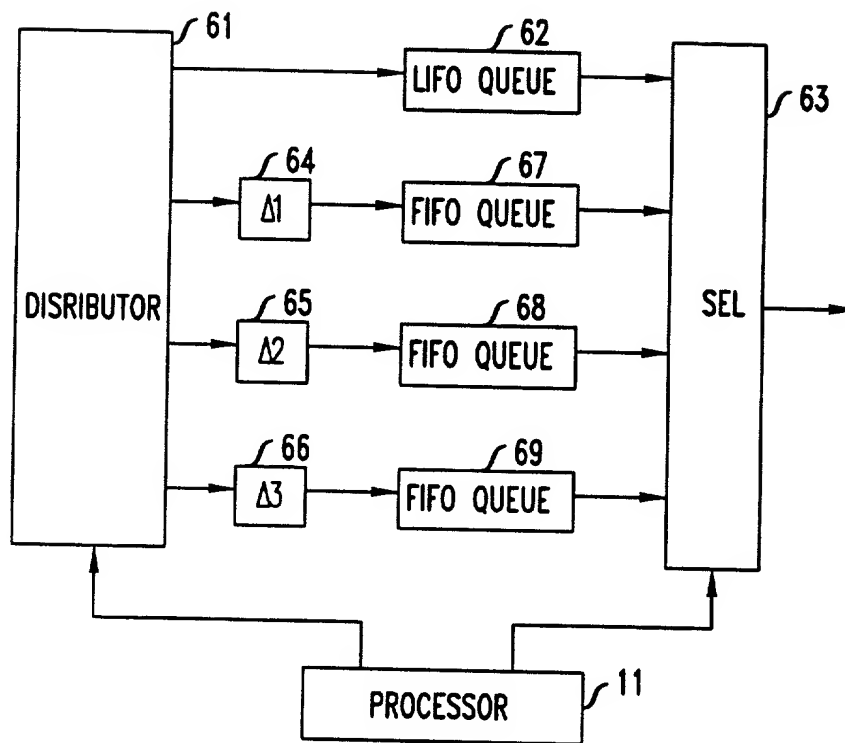 61
62
LIFO QUEUE
63
64
67
Δ1
FIFO QUEUE
DISRIBUTOR
65
68
SEL
Δ2
FIFO QUEUE
66
69
Δ3
FIFO QUEUE
11
PROCESSOR